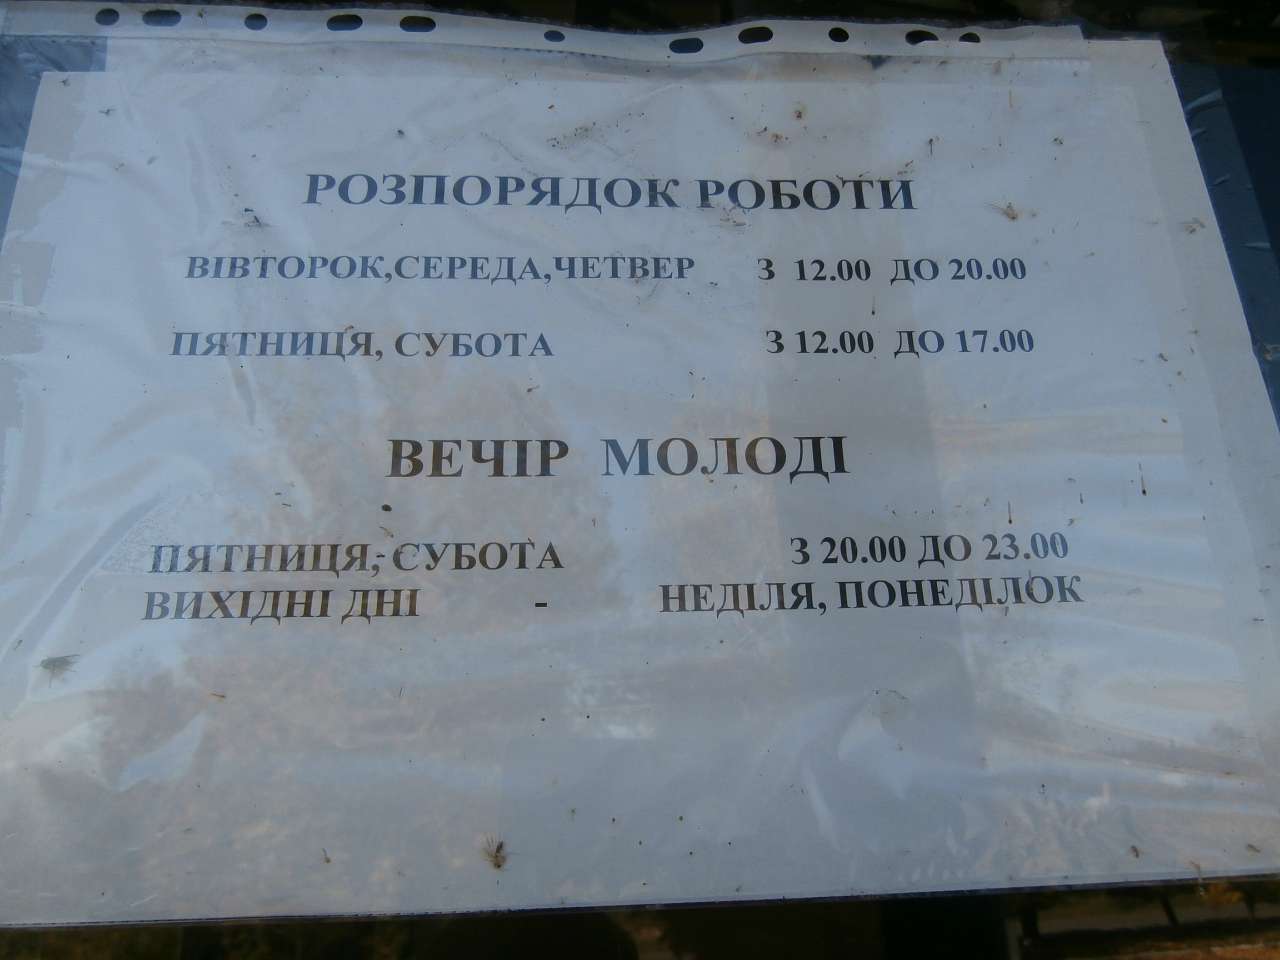 РОЗПОРЯДОК РОБОТИ
ВІВТОРОК,СЕРЕДА,ЧЕТВЕР З 12.00 ДО 20.00
ПЯТНИЦЯ, СУБОТА З 12.00 ДО 17.00
ВЕЧІР МОЛОДІ
ПЯТНИЦЯ, СУБОТА З 20.00 ДО 23.00
ВИХІДНІ ДНІ - НЕДІЛЯ, ПОНЕДІЛОК